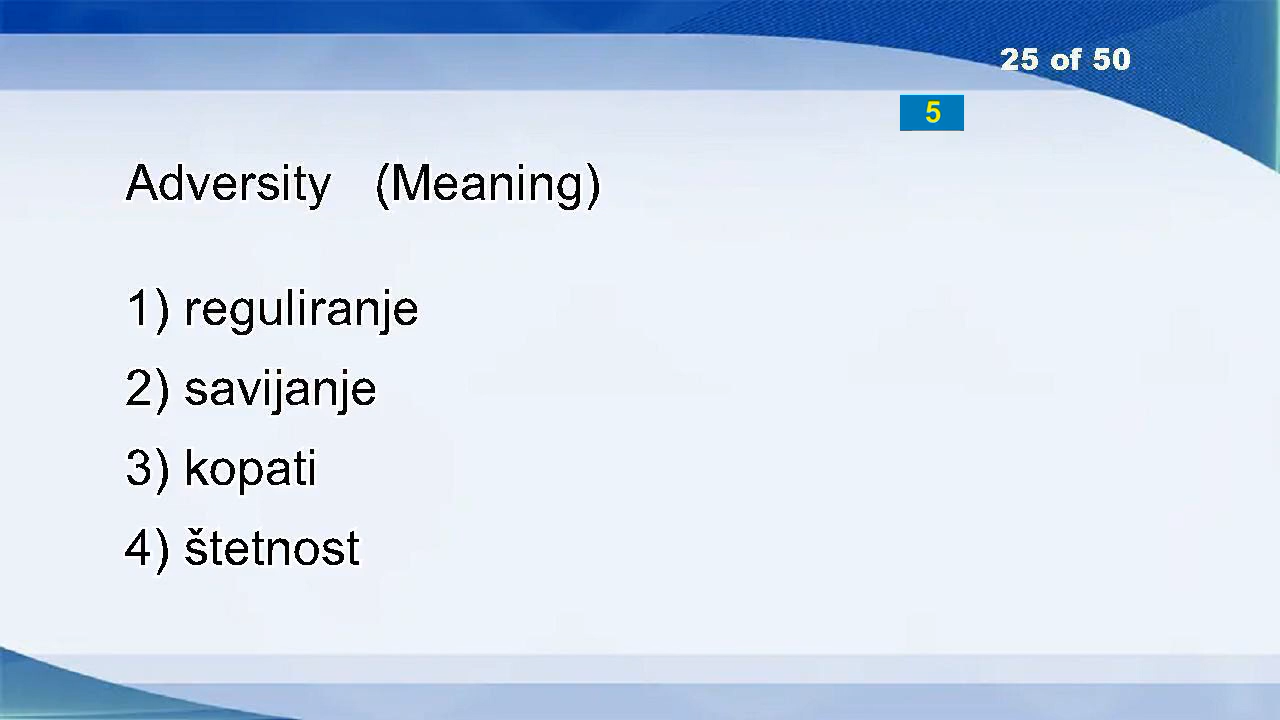 25 of 50
5
Adversity (Meaning)
1) reguliranje
2) savijanje
3) kopati
4) štetnost